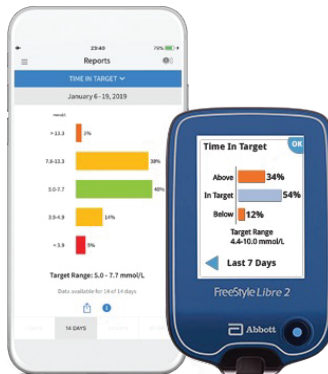 23:40 79%
Reports
TIME IN TARGET
January 6 - 19, 2019
mmol/L
>13.3
7.8-13.3 38%
5.0-7.7 40%
3.9-4.9 14%
<3.9 5%
Target Range: 5.0 - 7.7 mmol/L
Data available for 14 of 14 days
14 DAYS
Time In Target OK
Above 34%
In Target 54%
Below 12%
Target Range
4.4-10.0 mmol/L
Last 7 Days
FreeStyle Libre 2
Abbott